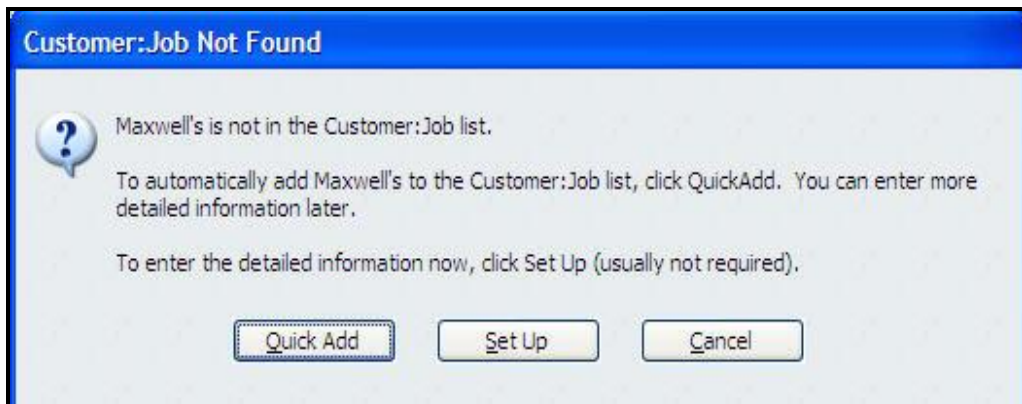 Customer:Job Not Found
Maxwell's is not in the Customer:Job list.
To automatically add Maxwell's to the Customer:Job list, click QuickAdd. You can enter more
detailed information later.
To enter the detailed information now, click Set Up (usually not required).
Quick Add Set Up Cancel